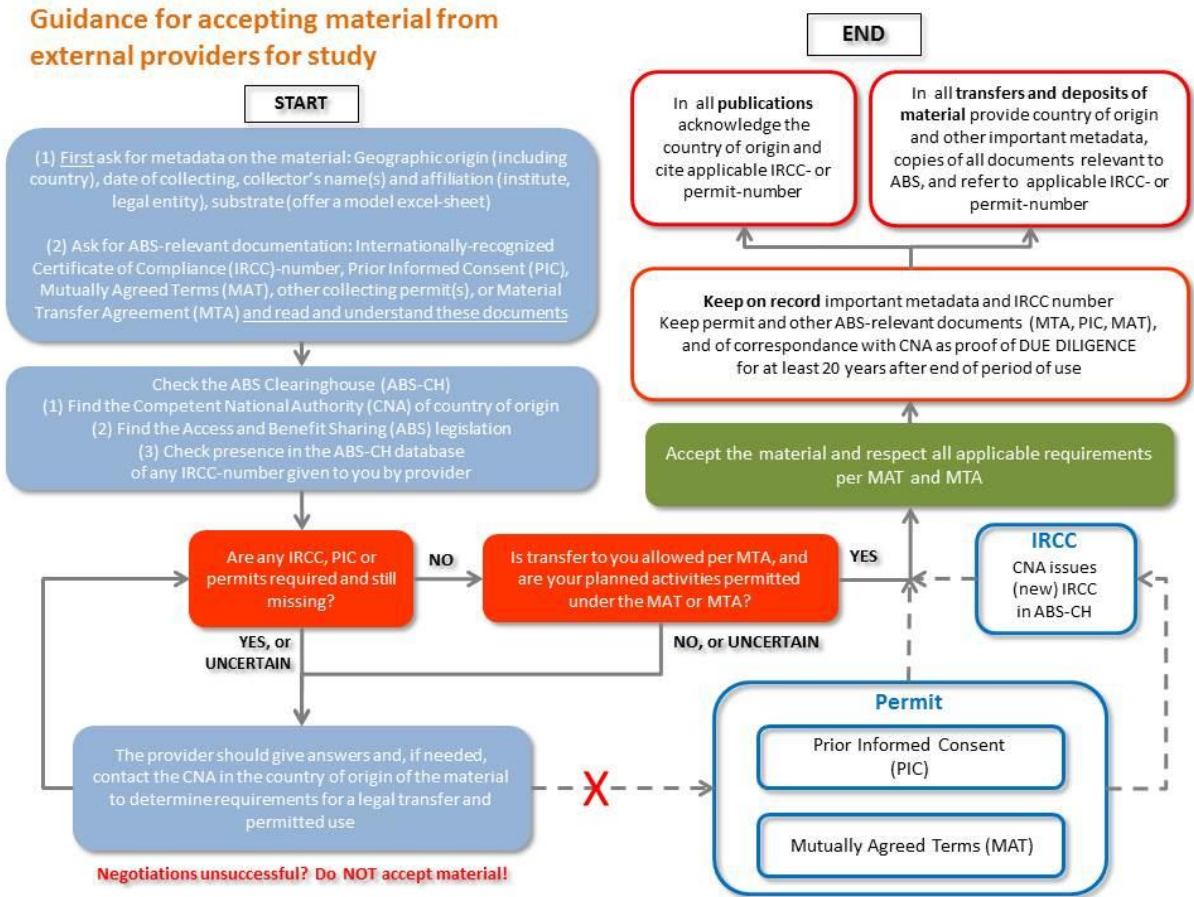 Guidance for accepting material from
external providers for study
START
(1) First ask for metadata on the material: Geographic origin (including
country), date of collecting, collector's name(s) and affiliation (institute,
legal entity), substrate (offer a model excel-sheet)
(2) Ask for ABS-relevant documentation: Internationally-recognized
Certificate of Compliance (IRCC)-number, Prior Informed Consent (PIC),
Mutually Agreed Terms (MAT), other collecting permit(s), or Material
Transfer Agreement (MTA) and read and understand these documents
Check the ABS Clearinghouse (ABS-CH)
(1) Find the Competent National Authority (CNA) of country of origin
(2) Find the Access and Benefit Sharing (ABS) legislation
(3) Check presence in the ABS-CH database
of any IRCC-number given to you by provider
Are any IRCC, PIC or
permits required and still
missing?
NO
YES, or
UNCERTAIN
Is transfer to you allowed per MTA, and
are your planned activities permitted
under the MAT or MTA?
YES
NO, or UNCERTAIN
The provider should give answers and, if needed,
contact the CNA in the country of origin of the material
to determine requirements for a legal transfer and
permitted use
X
Negotiations unsuccessful? Do NOT accept material!
Permit
Prior Informed Consent
(PIC)
Mutually Agreed Terms (MAT)
IRCC
CNA issues
(new) IRCC
in ABS-CH
Accept the material and respect all applicable requirements
per MAT and MTA
Keep on record important metadata and IRCC number
Keep permit and other ABS-relevant documents (MTA, PIC, MAT),
and of correspondance with CNA as proof of DUE DILIGENCE
for at least 20 years after end of period of use
In all publications
acknowledge the
country of origin and
cite applicable IRCC- or
permit-number
In all transfers and deposits of
material provide country of origin
and other important metadata,
copies of all documents relevant to
ABS, and refer to applicable IRCC- or
permit-number
END